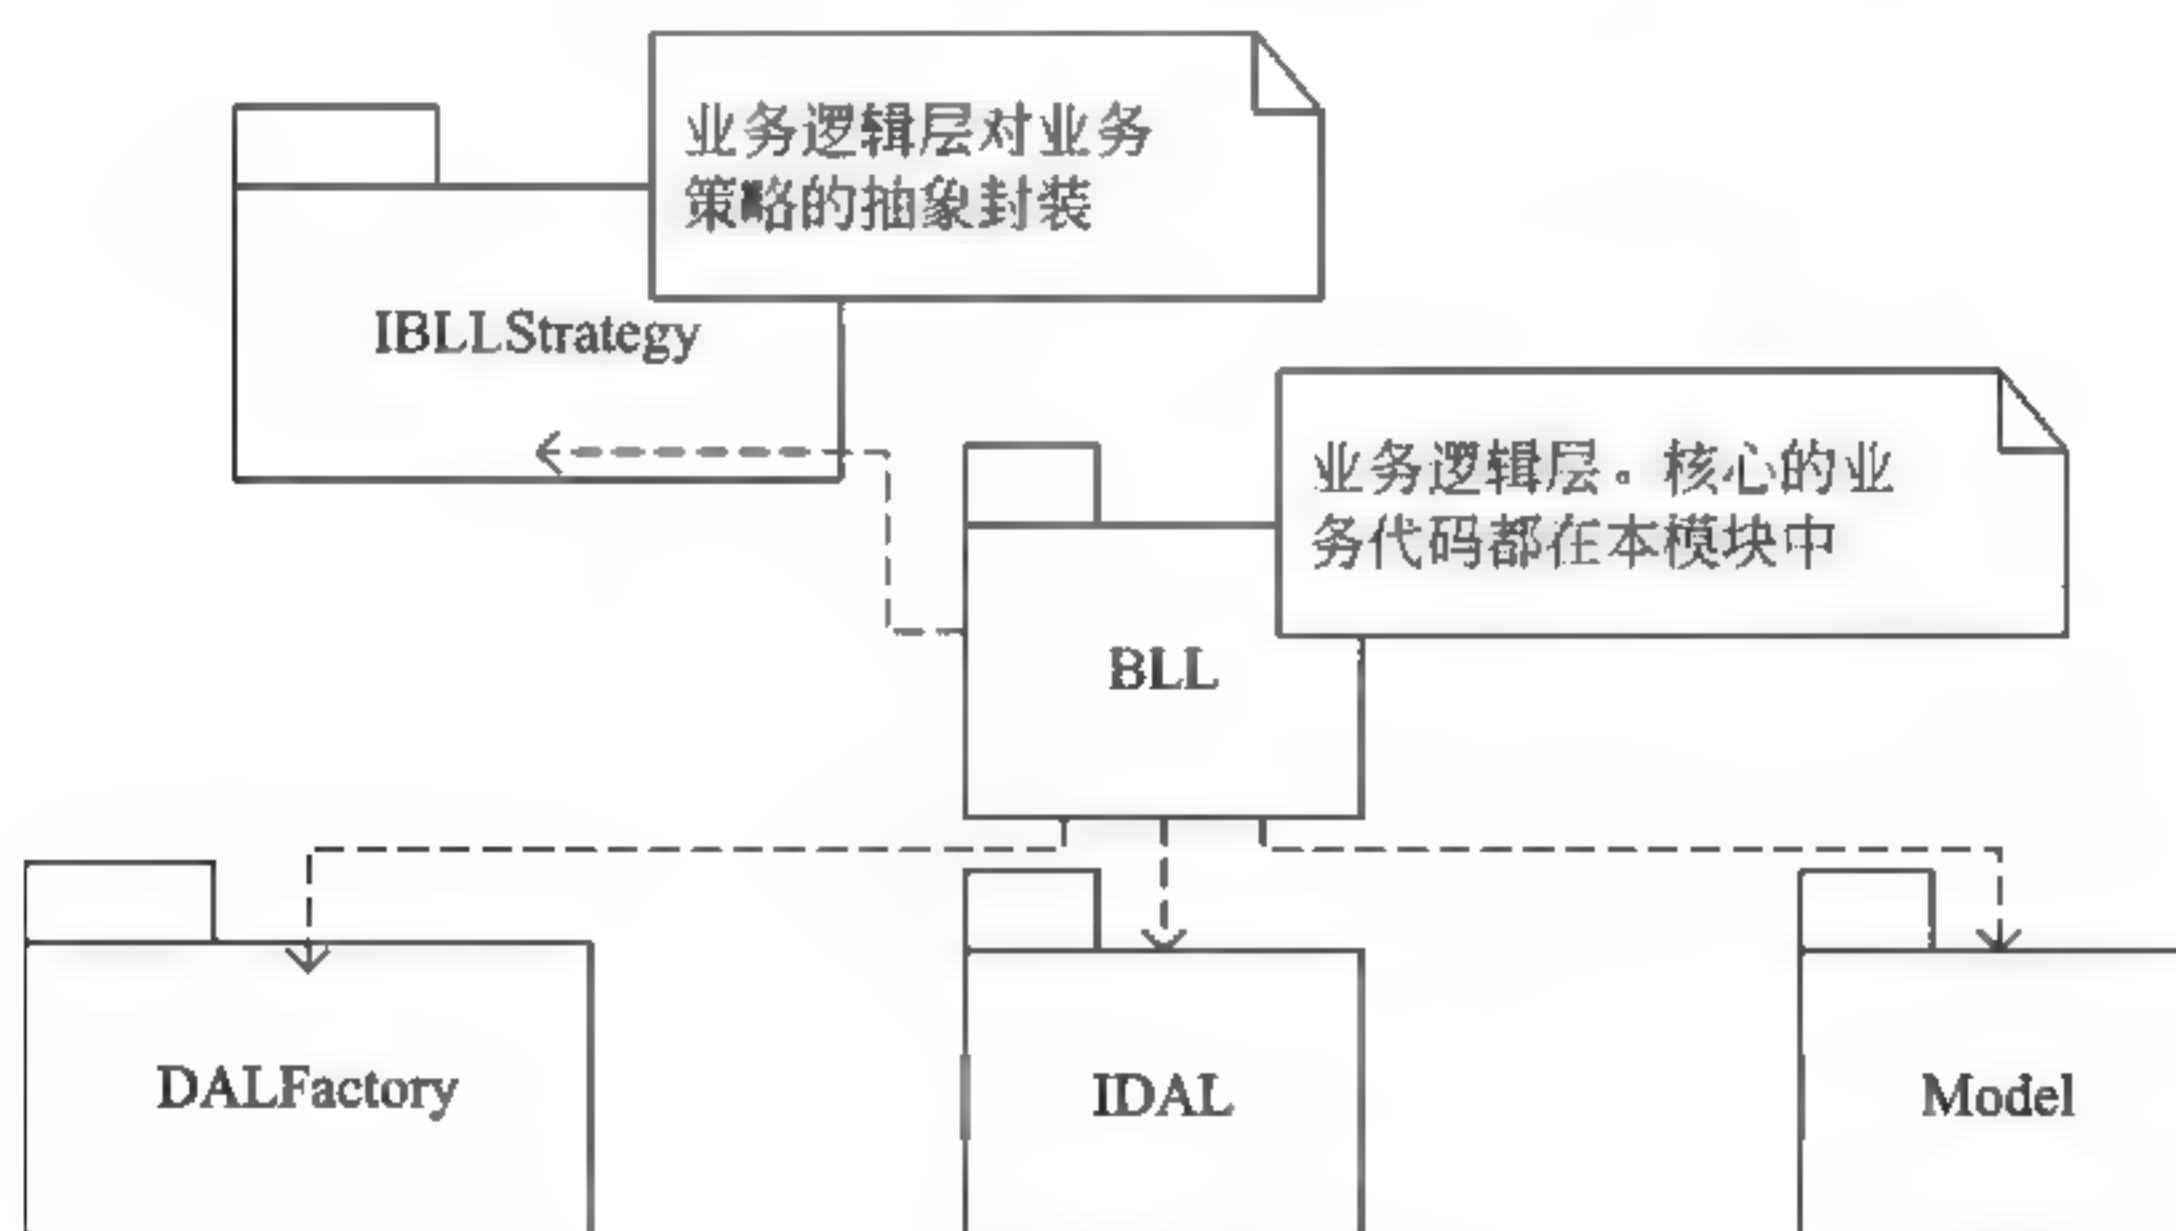 业务逻辑层对业务
策略的抽象封装
IBLLStrategy
业务逻辑层。核心的业
务代码都在本模块中
BLL
DALFactory
IDAL
Model